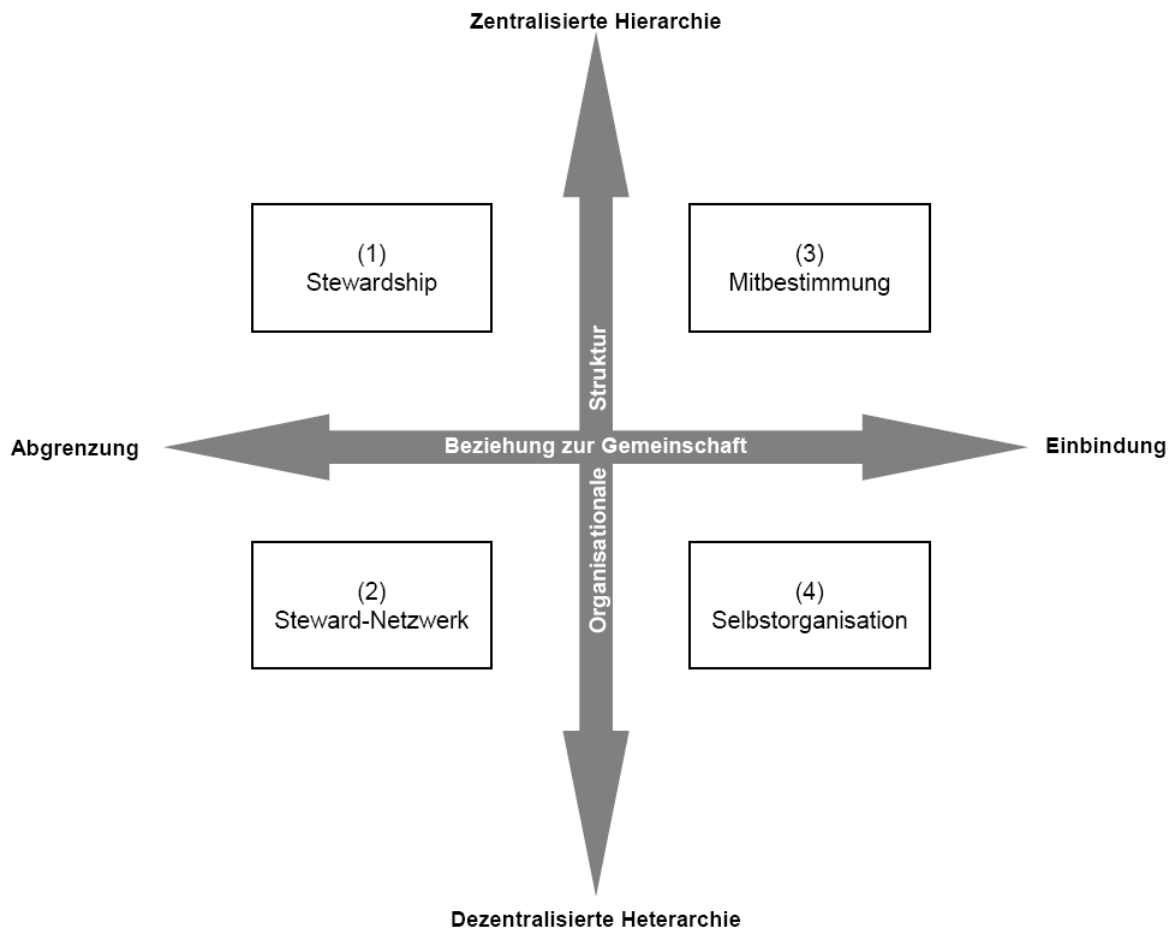 Zentralisierte Hierarchie
(1)
Stewardship
(3)
Mitbestimmung
Organisationale Struktur
Abgrenzung
Beziehung zur Gemeinschaft
Einbindung
(2)
Steward-Netzwerk
(4)
Selbstorganisation
Dezentralisierte Heterarchie